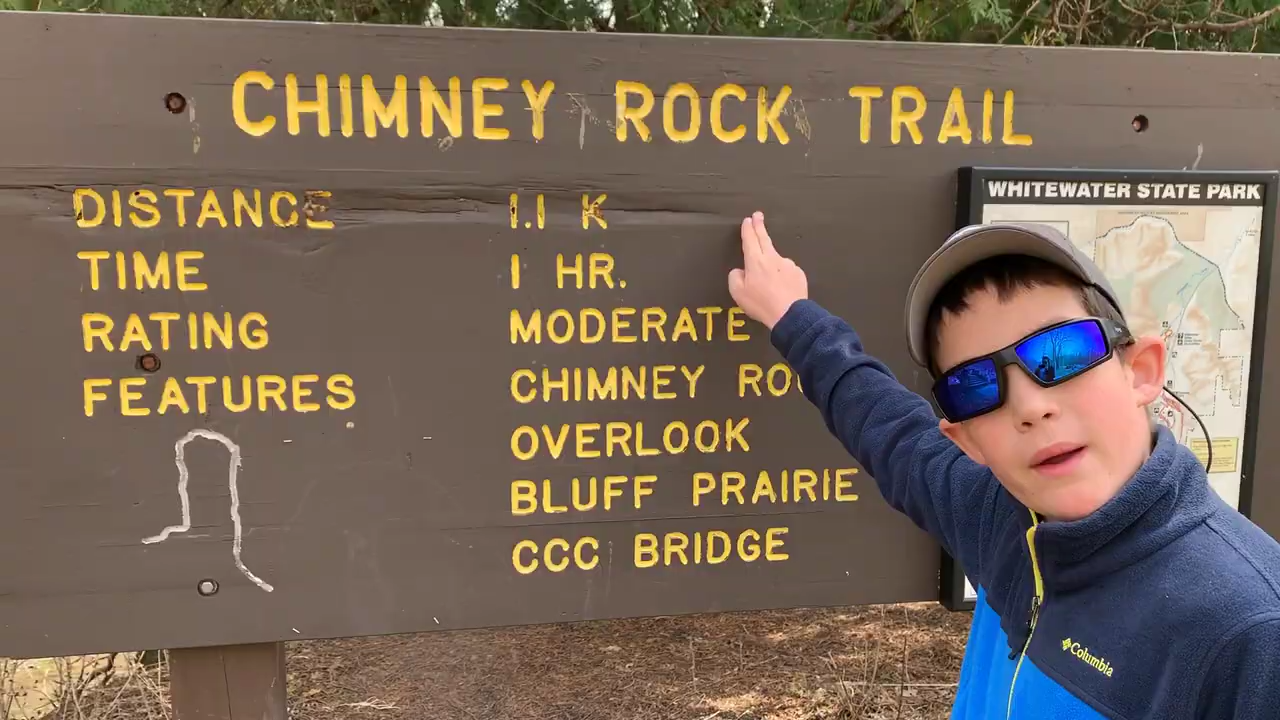 CHIMNEY ROCK TRAIL
DISTANCE 1.1 K
TIME 1 HR.
RATING MODERATE
FEATURES CHIMNEY
OVERLOOK
BLUFF PRAIRIE
CCC BRIDGE
WHITEWATER STATE PARK
Columbia